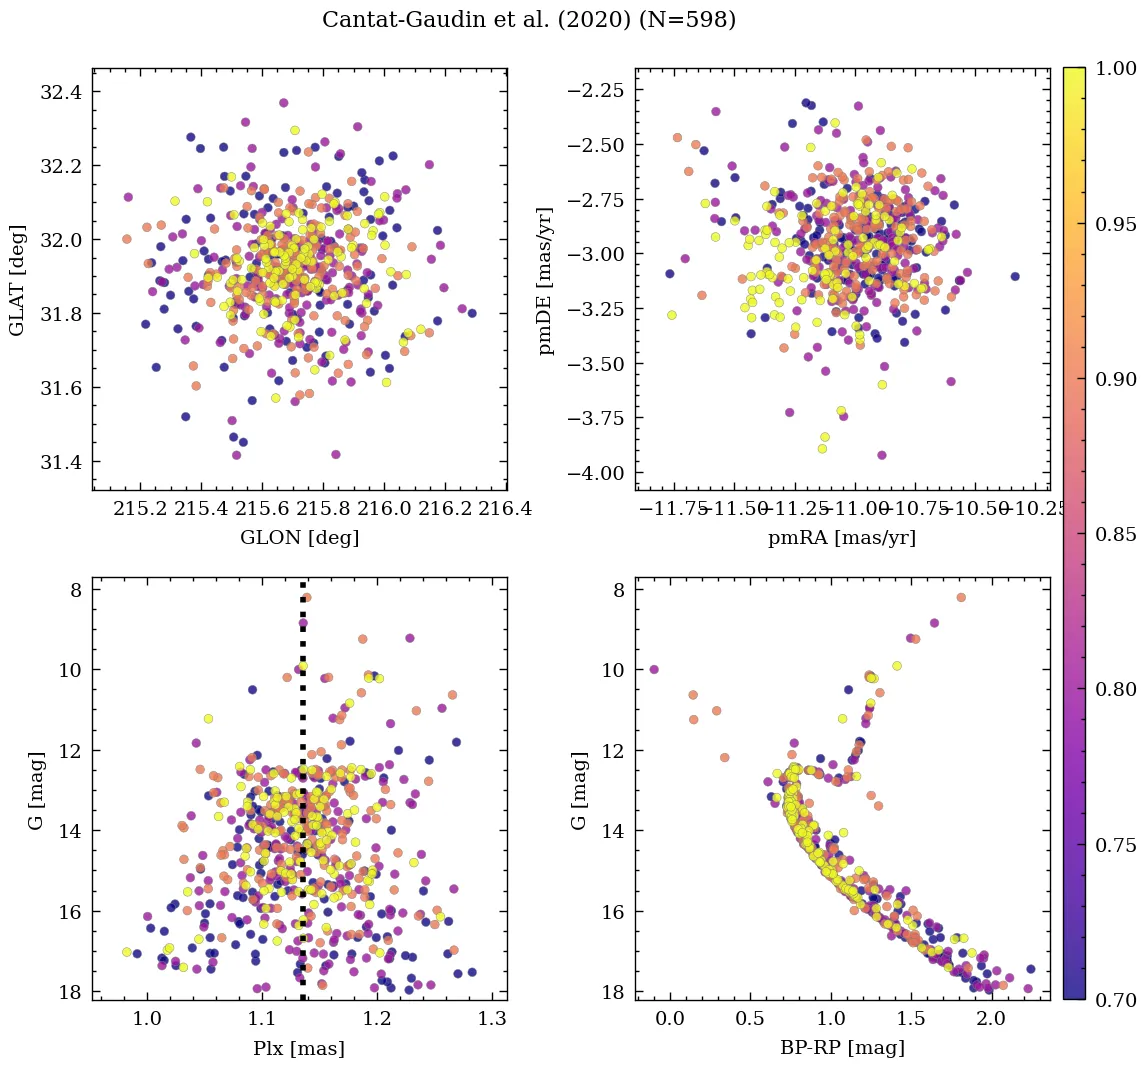 Cantat-Gaudin et al. (2020) (N=598)
32.4
32.2
32.0
31.8
31.6
31.4
GLAT [deg]
215.2 215.4 215.6 215.8 216.0 216.2 216.4
GLON [deg]
−2.25
−2.50
−2.75
−3.00
−3.25
−3.50
−3.75
−4.00
pmDE [mas/yr]
−11.75 −11.50 −11.25 −11.00 −10.75 −10.50 −10.25
pmRA [mas/yr]
8
10
12
14
16
18
G [mag]
1.0 1.1 1.2 1.3
Plx [mas]
8
10
12
14
16
18
G [mag]
0.0 0.5 1.0 1.5 2.0
BP-RP [mag]
1.00
0.95
0.90
0.85
0.80
0.75
0.70